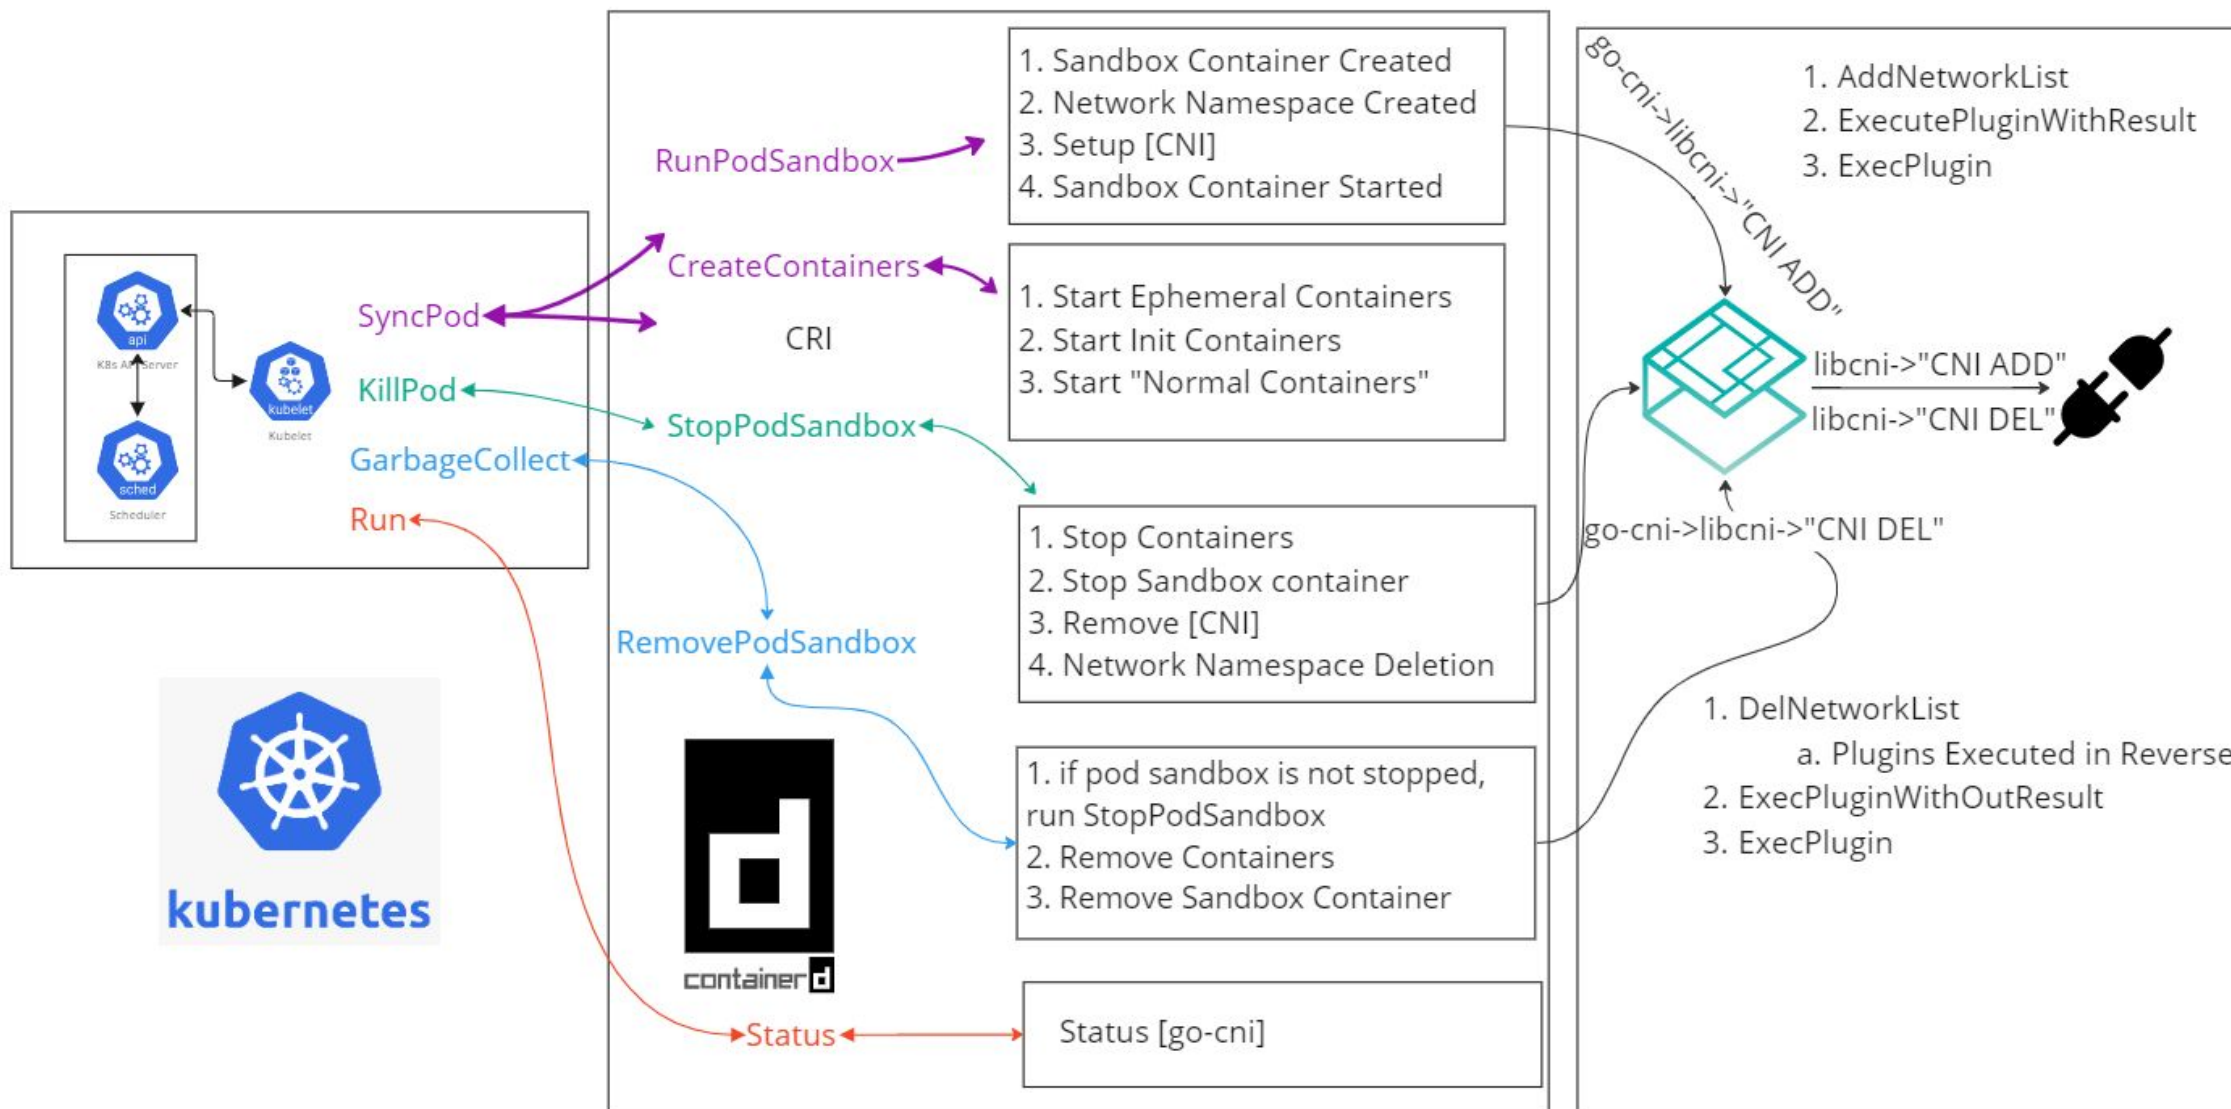 api
K8s API Server
kubelet
Kubelet
sched
Scheduler
SyncPod
KillPod
GarbageCollect
Run
kubernetes
RunPodSandbox
CreateContainers
CRI
StopPodSandbox
RemovePodSandbox
containerd
Status
1. Sandbox Container Created
2. Network Namespace Created
3. Setup [CNI]
4. Sandbox Container Started
1. Start Ephemeral Containers
2. Start Init Containers
3. Start "Normal Containers"
1. Stop Containers
2. Stop Sandbox container
3. Remove [CNI]
4. Network Namespace Deletion
1. if pod sandbox is not stopped,
run StopPodSandbox
2. Remove Containers
3. Remove Sandbox Container
Status [go-cni]
go-cni->libcni->"CNI ADD"
1. AddNetworkList
2. ExecutePluginWithResult
3. ExecPlugin
libcni->"CNI ADD"
libcni->"CNI DEL"
go-cni->libcni->"CNI DEL"
1. DelNetworkList
a. Plugins Executed in Reverse
2. ExecPluginWithOutResult
3. ExecPlugin